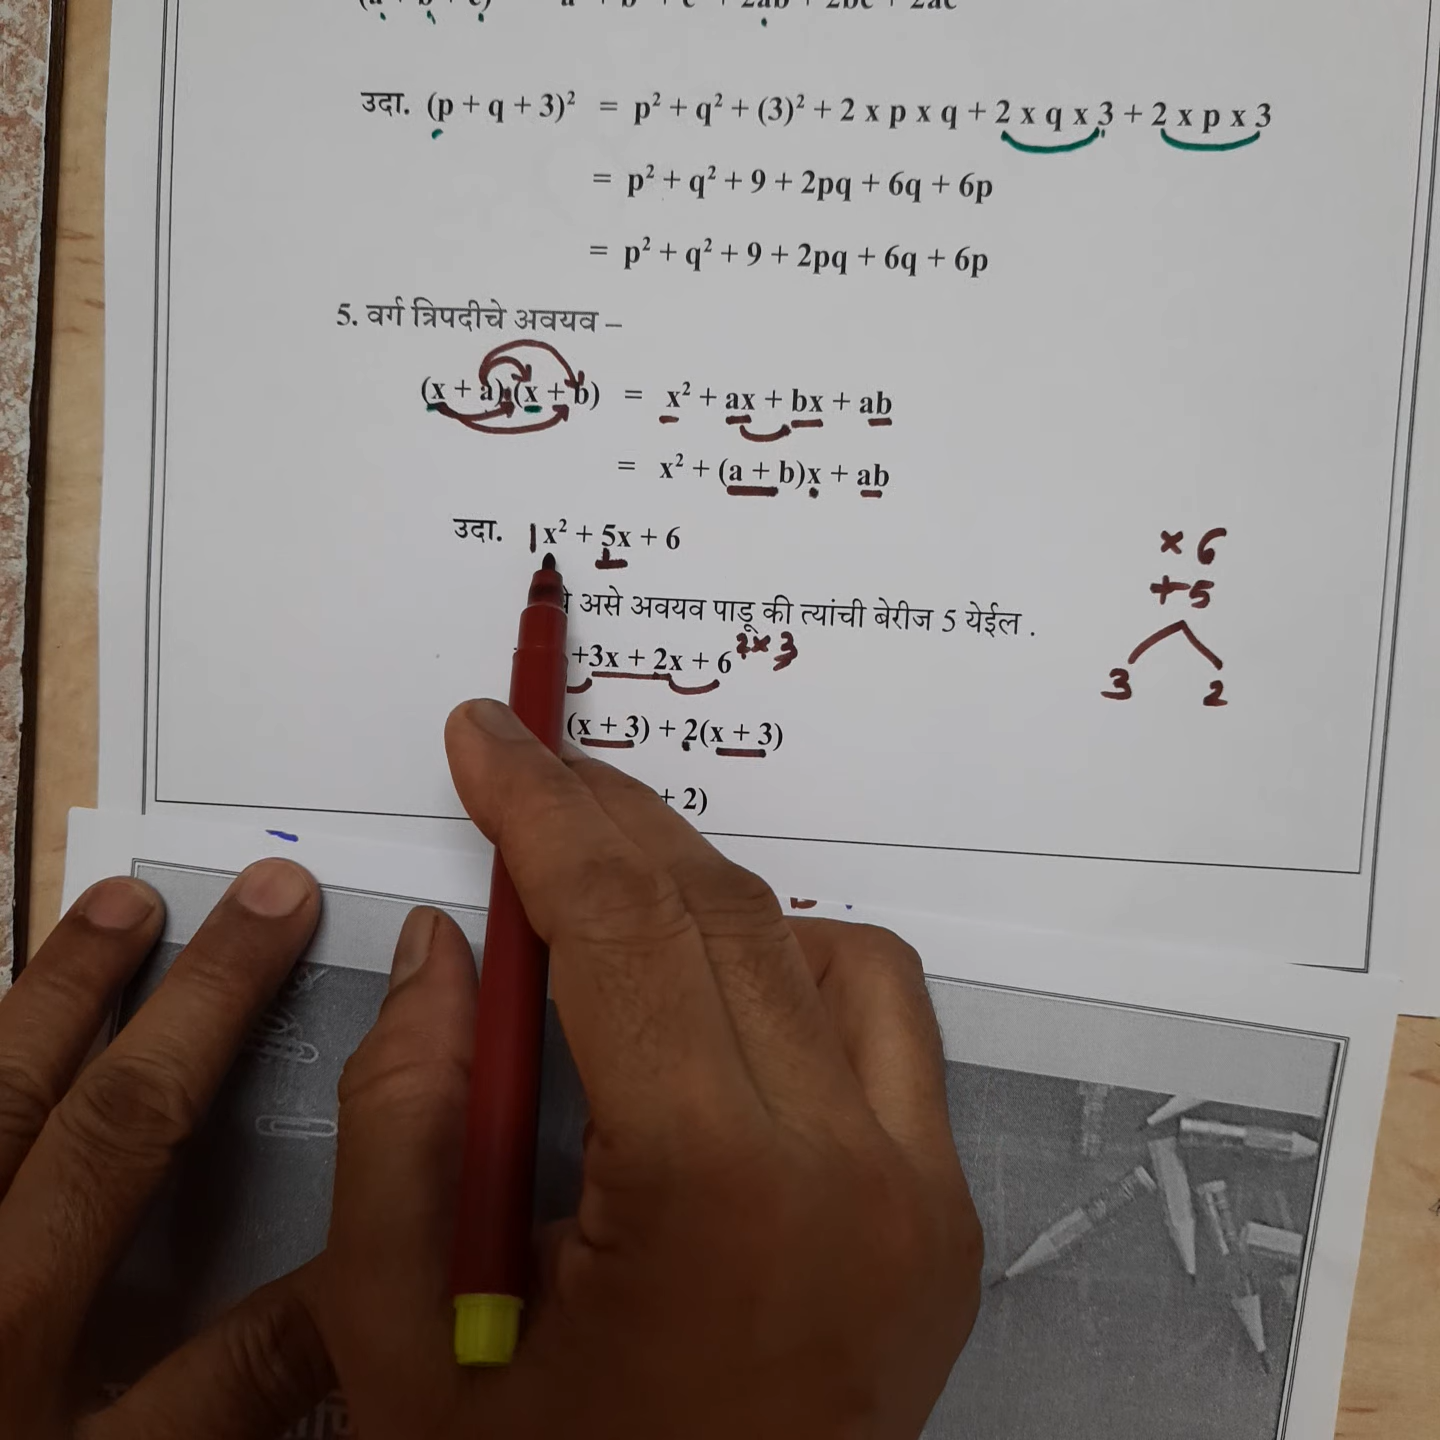 उदा. (p + q + 3)² = p² + q² + (3)² + 2 x p x q + 2 x q x 3 + 2 x p x 3
= p² + q² + 9 + 2pq + 6q + 6p
= p² + q² + 9 + 2pq + 6q + 6p
5. वर्ग त्रिपदीचे अवयव –
(x + a) (x + b) = x² + ax + bx + ab
= x² + (a + b)x + ab
उदा. 1x² + 5x + 6
× 6
+5
3 2
असे अवयव पाडू की त्यांची बेरीज 5 येईल .
+3x + 2x + 6 2×3
(x + 3) + 2(x + 3)
+ 2)